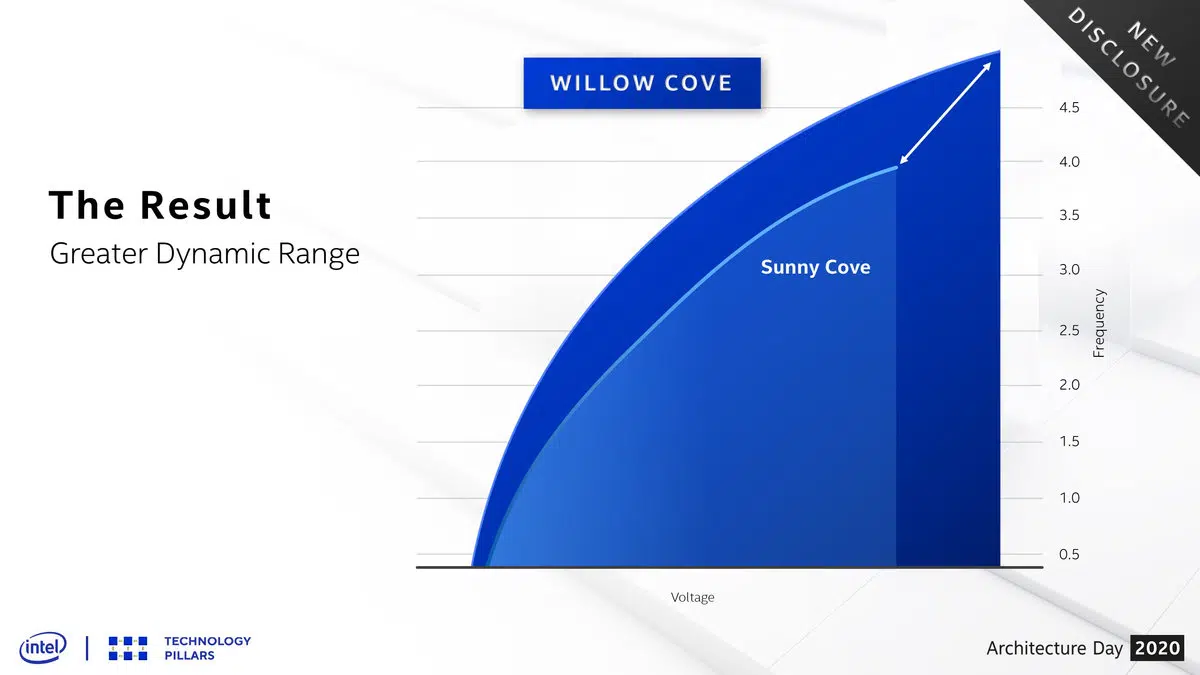 NEW
DISCLOSURE
WILLOW COVE
The Result
Greater Dynamic Range
Sunny Cove
4.5
4.0
3.5
3.0
2.5
2.0
1.5
1.0
0.5
Frequency
Voltage
intel
TECHNOLOGY
PILLARS
Architecture Day 2020